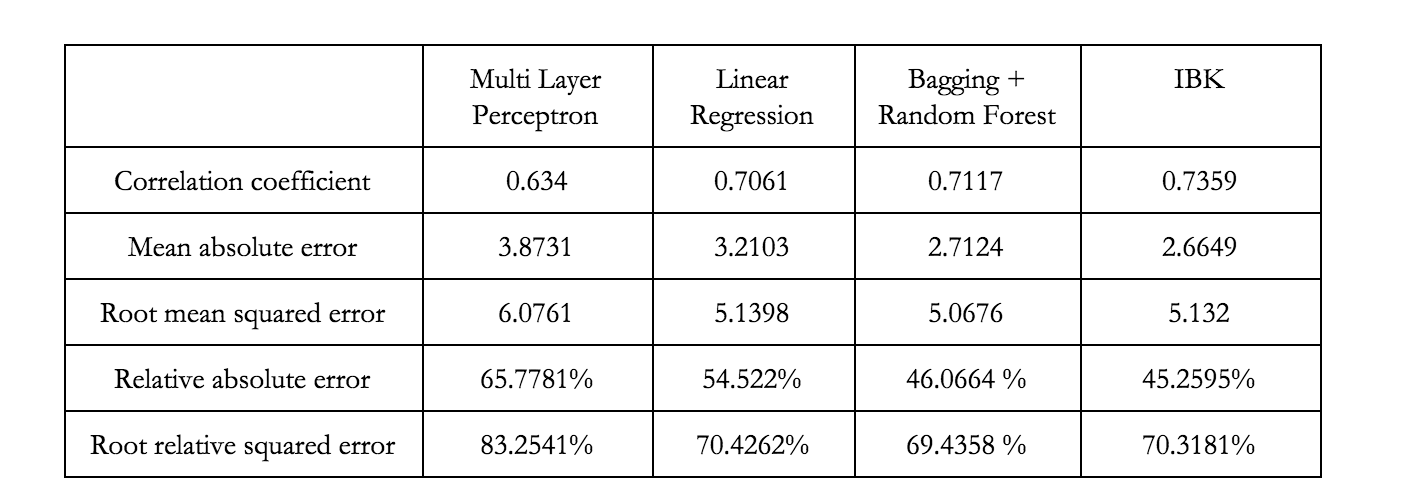 Multi Layer Perceptron Linear Regression Bagging + Random Forest IBK
Correlation coefficient 0.634 0.7061 0.7117 0.7359
Mean absolute error 3.8731 3.2103 2.7124 2.6649
Root mean squared error 6.0761 5.1398 5.0676 5.132
Relative absolute error 65.7781% 54.522% 46.0664 % 45.2595%
Root relative squared error 83.2541% 70.4262% 69.4358 % 70.3181%